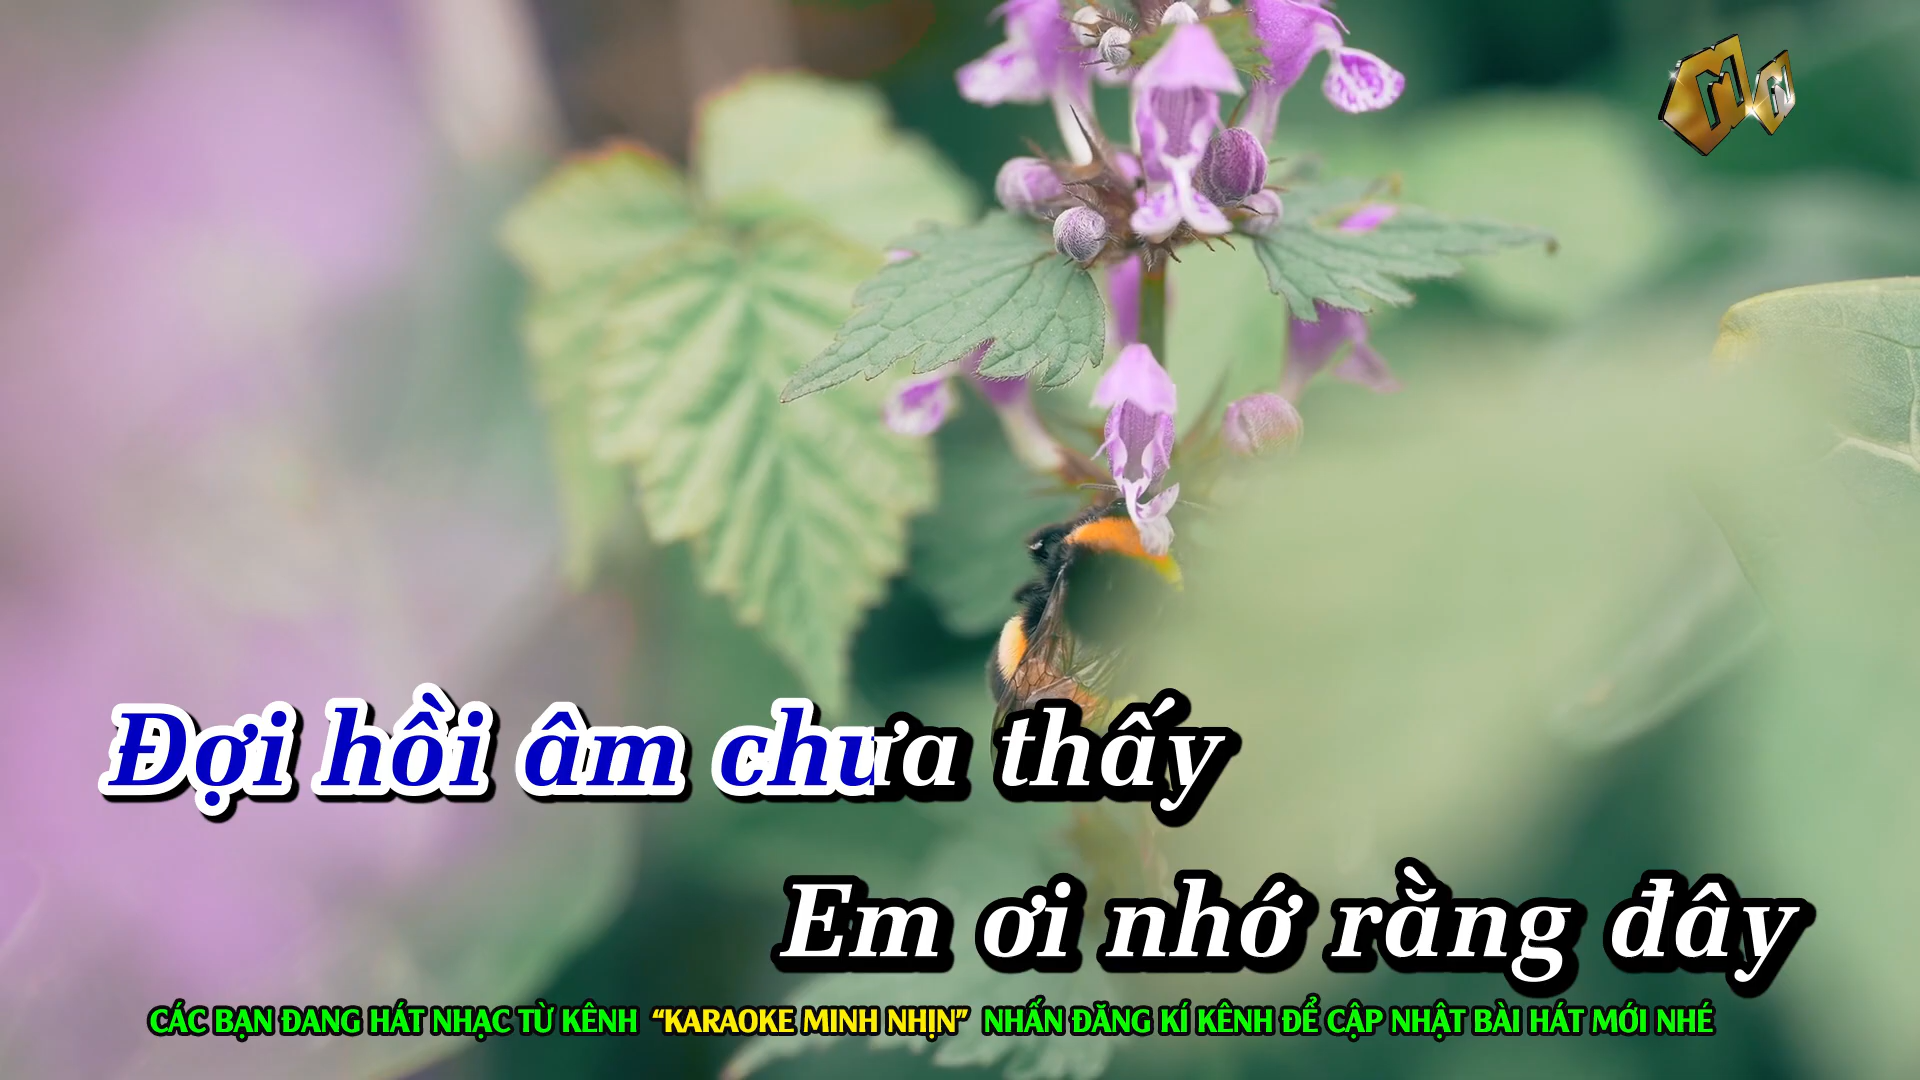 Đợi hồi âm chưa thấy
Em ơi nhớ rằng đây
CÁC BẠN ĐANG HÁT NHẠC TỪ KÊNH “KARAOKE MINH NHỊN” NHẤN ĐĂNG KÍ KÊNH ĐỂ CẬP NHẬT BÀI HÁT MỚI NHÉ